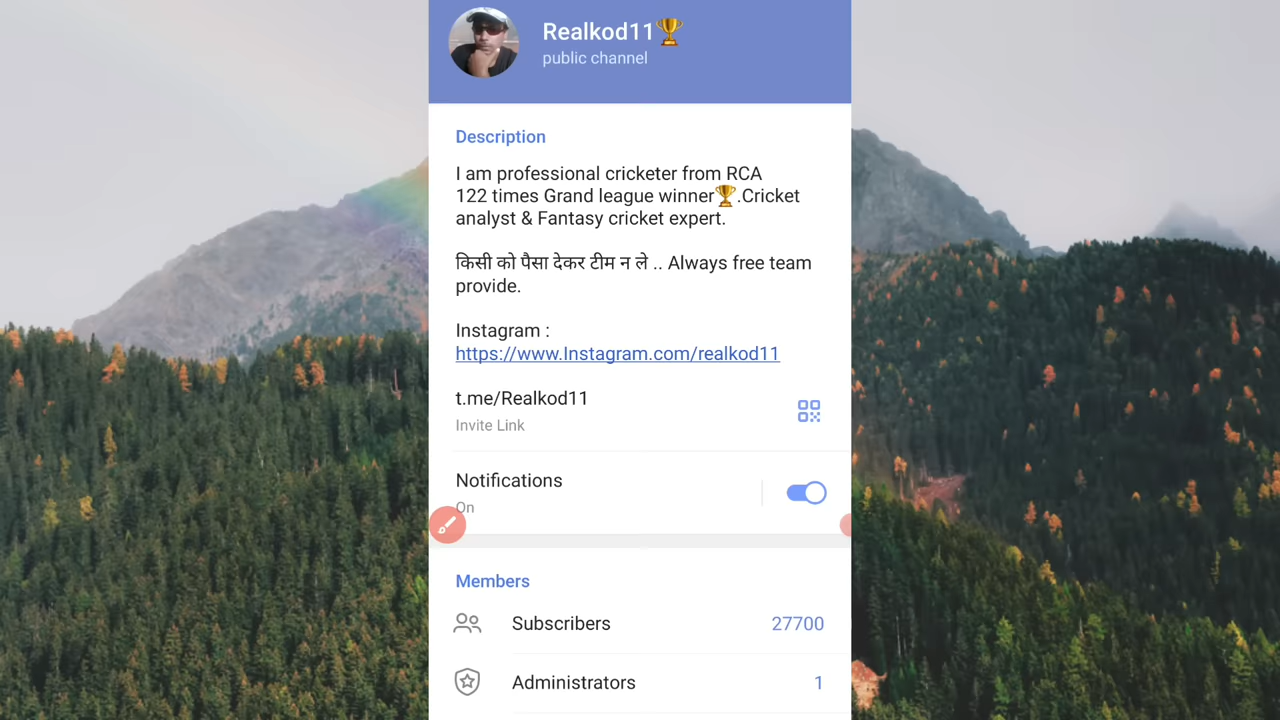 Realkod11🏆
public channel
Description
I am professional cricketer from RCA
122 times Grand league winner🏆.Cricket
analyst & Fantasy cricket expert.
किसी को पैसा देकर टीम न ले .. Always free team
provide.
Instagram :
https://www.Instagram.com/realkod11
t.me/Realkod11
Invite Link
Notifications
On
Members
Subscribers 27700
Administrators 1